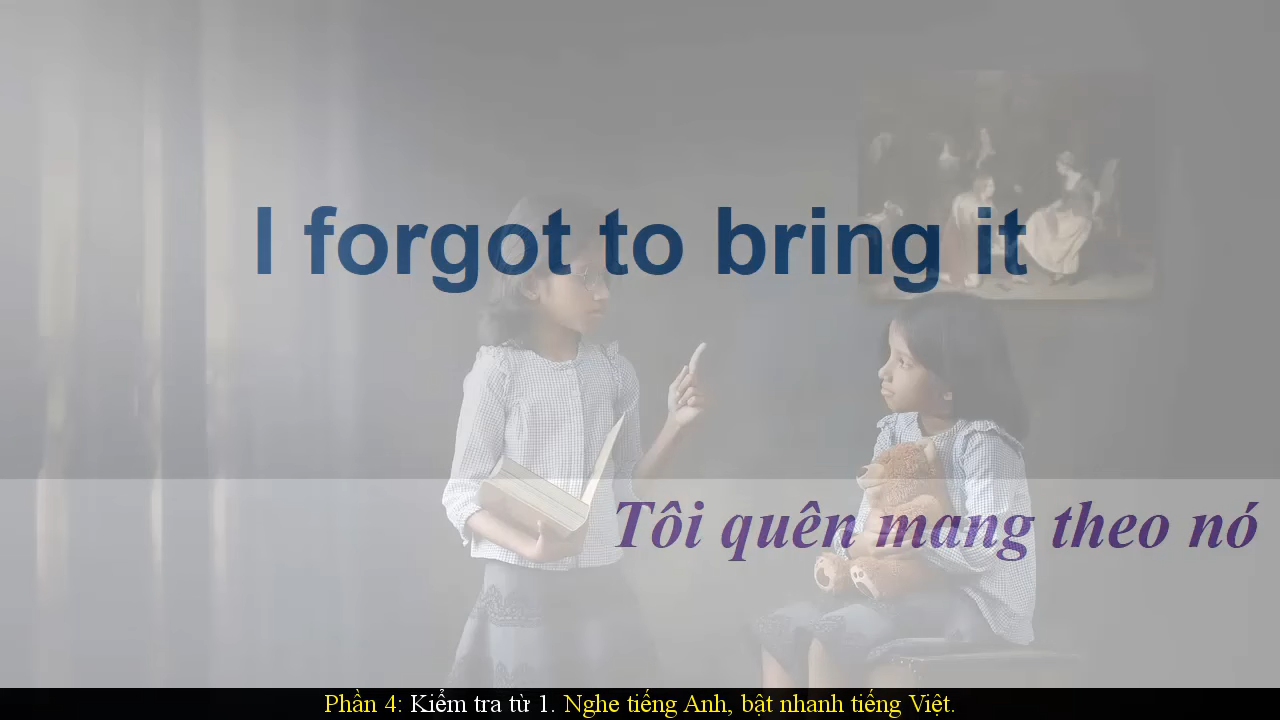 I forgot to bring it
Tôi quên mang theo nó
Phần 4: Kiểm tra từ 1. Nghe tiếng Anh, bật nhanh tiếng Việt.